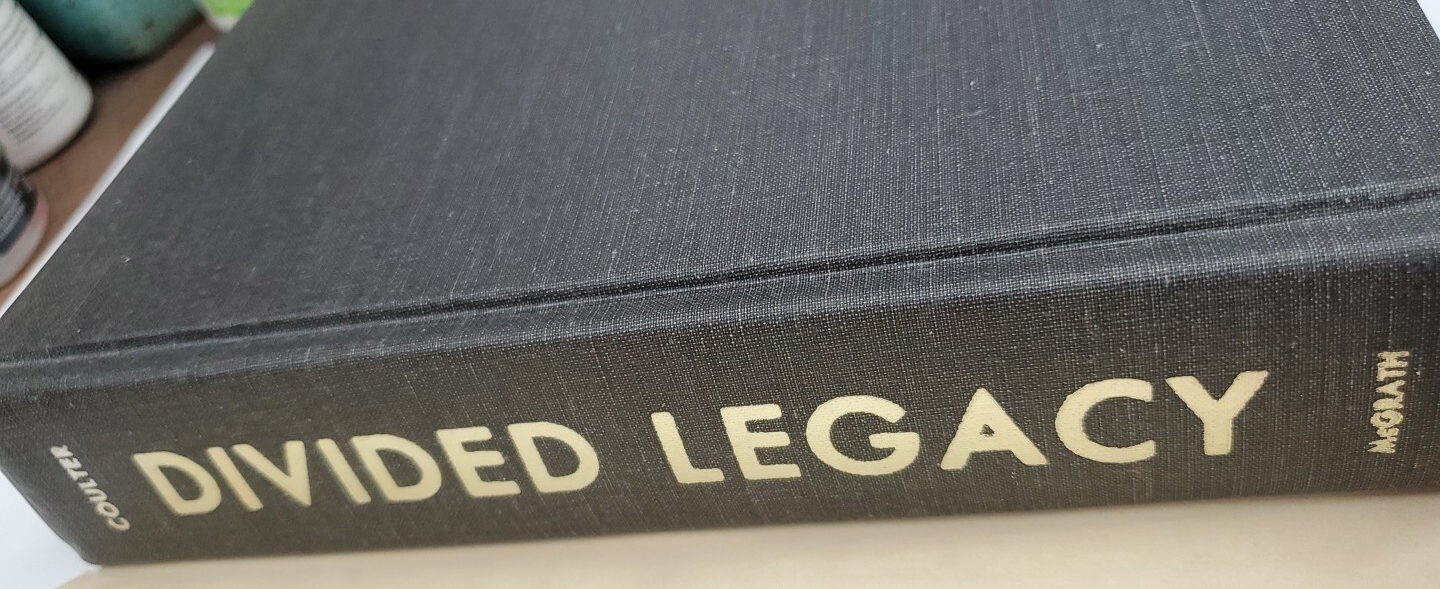 COULTER
DIVIDED LEGACY
McGRATH